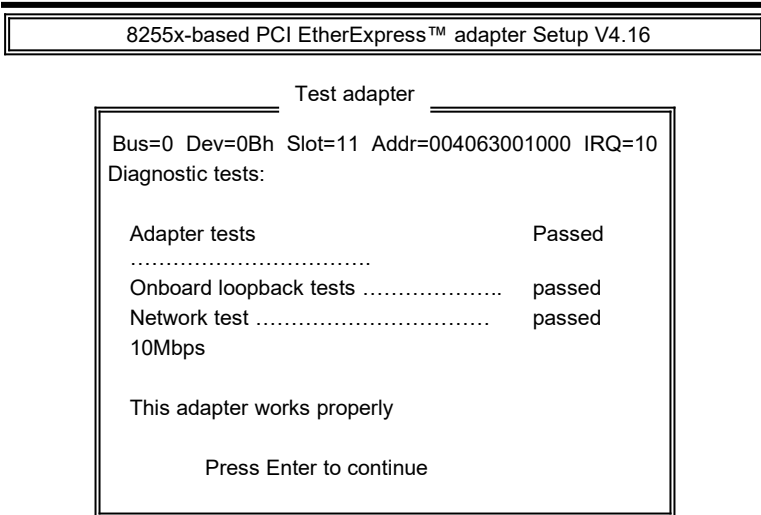 8255x-based PCI EtherExpress™ adapter Setup V4.16
Test adapter
Bus=0 Dev=0Bh Slot=11 Addr=004063001000 IRQ=10
Diagnostic tests:
Adapter tests Passed
…………………………….
Onboard loopback tests ……………….. passed
Network test …………………………… passed
10Mbps
This adapter works properly
Press Enter to continue